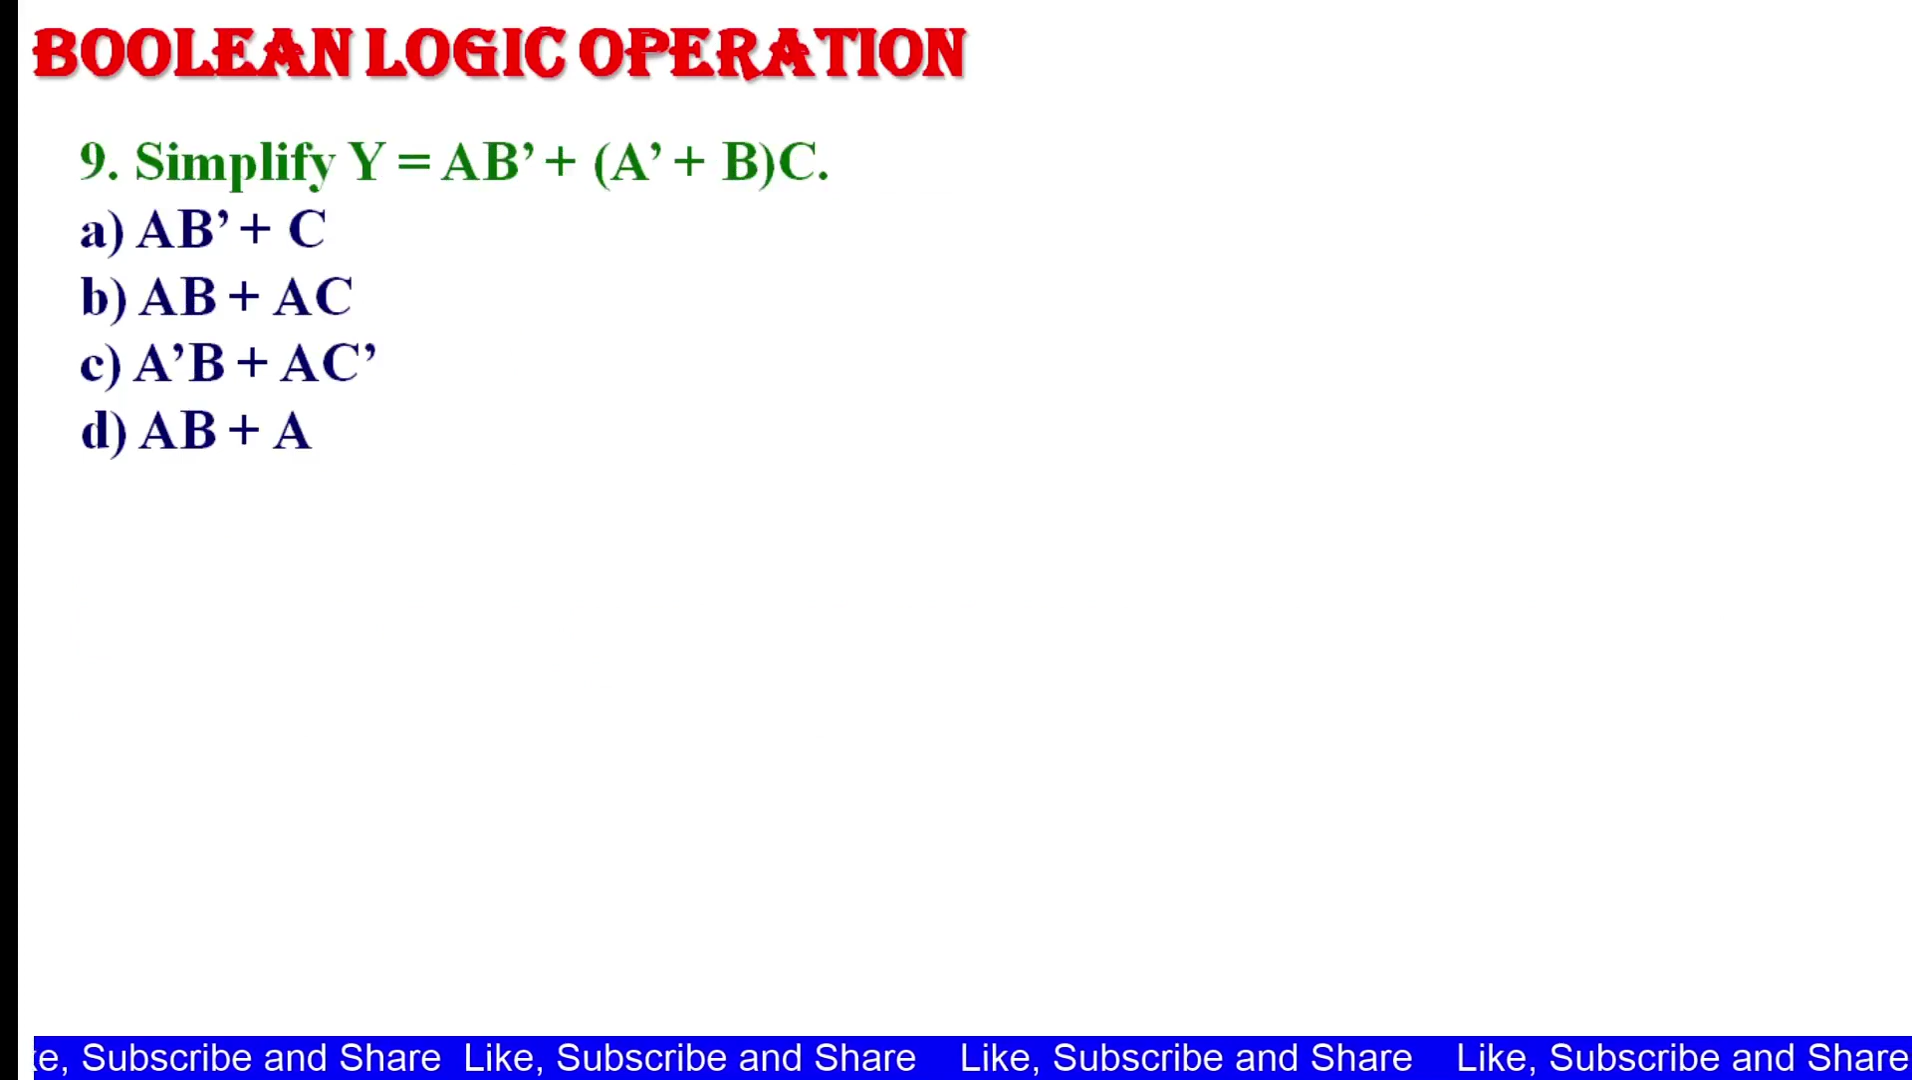 BOOLEAN LOGIC OPERATION
9. Simplify Y = AB’ + (A’ + B)C.
a) AB’ + C
b) AB + AC
c) A’B + AC’
d) AB + A
Subscribe and Share Like, Subscribe and Share Like, Subscribe and Share Like, Subscribe and Share